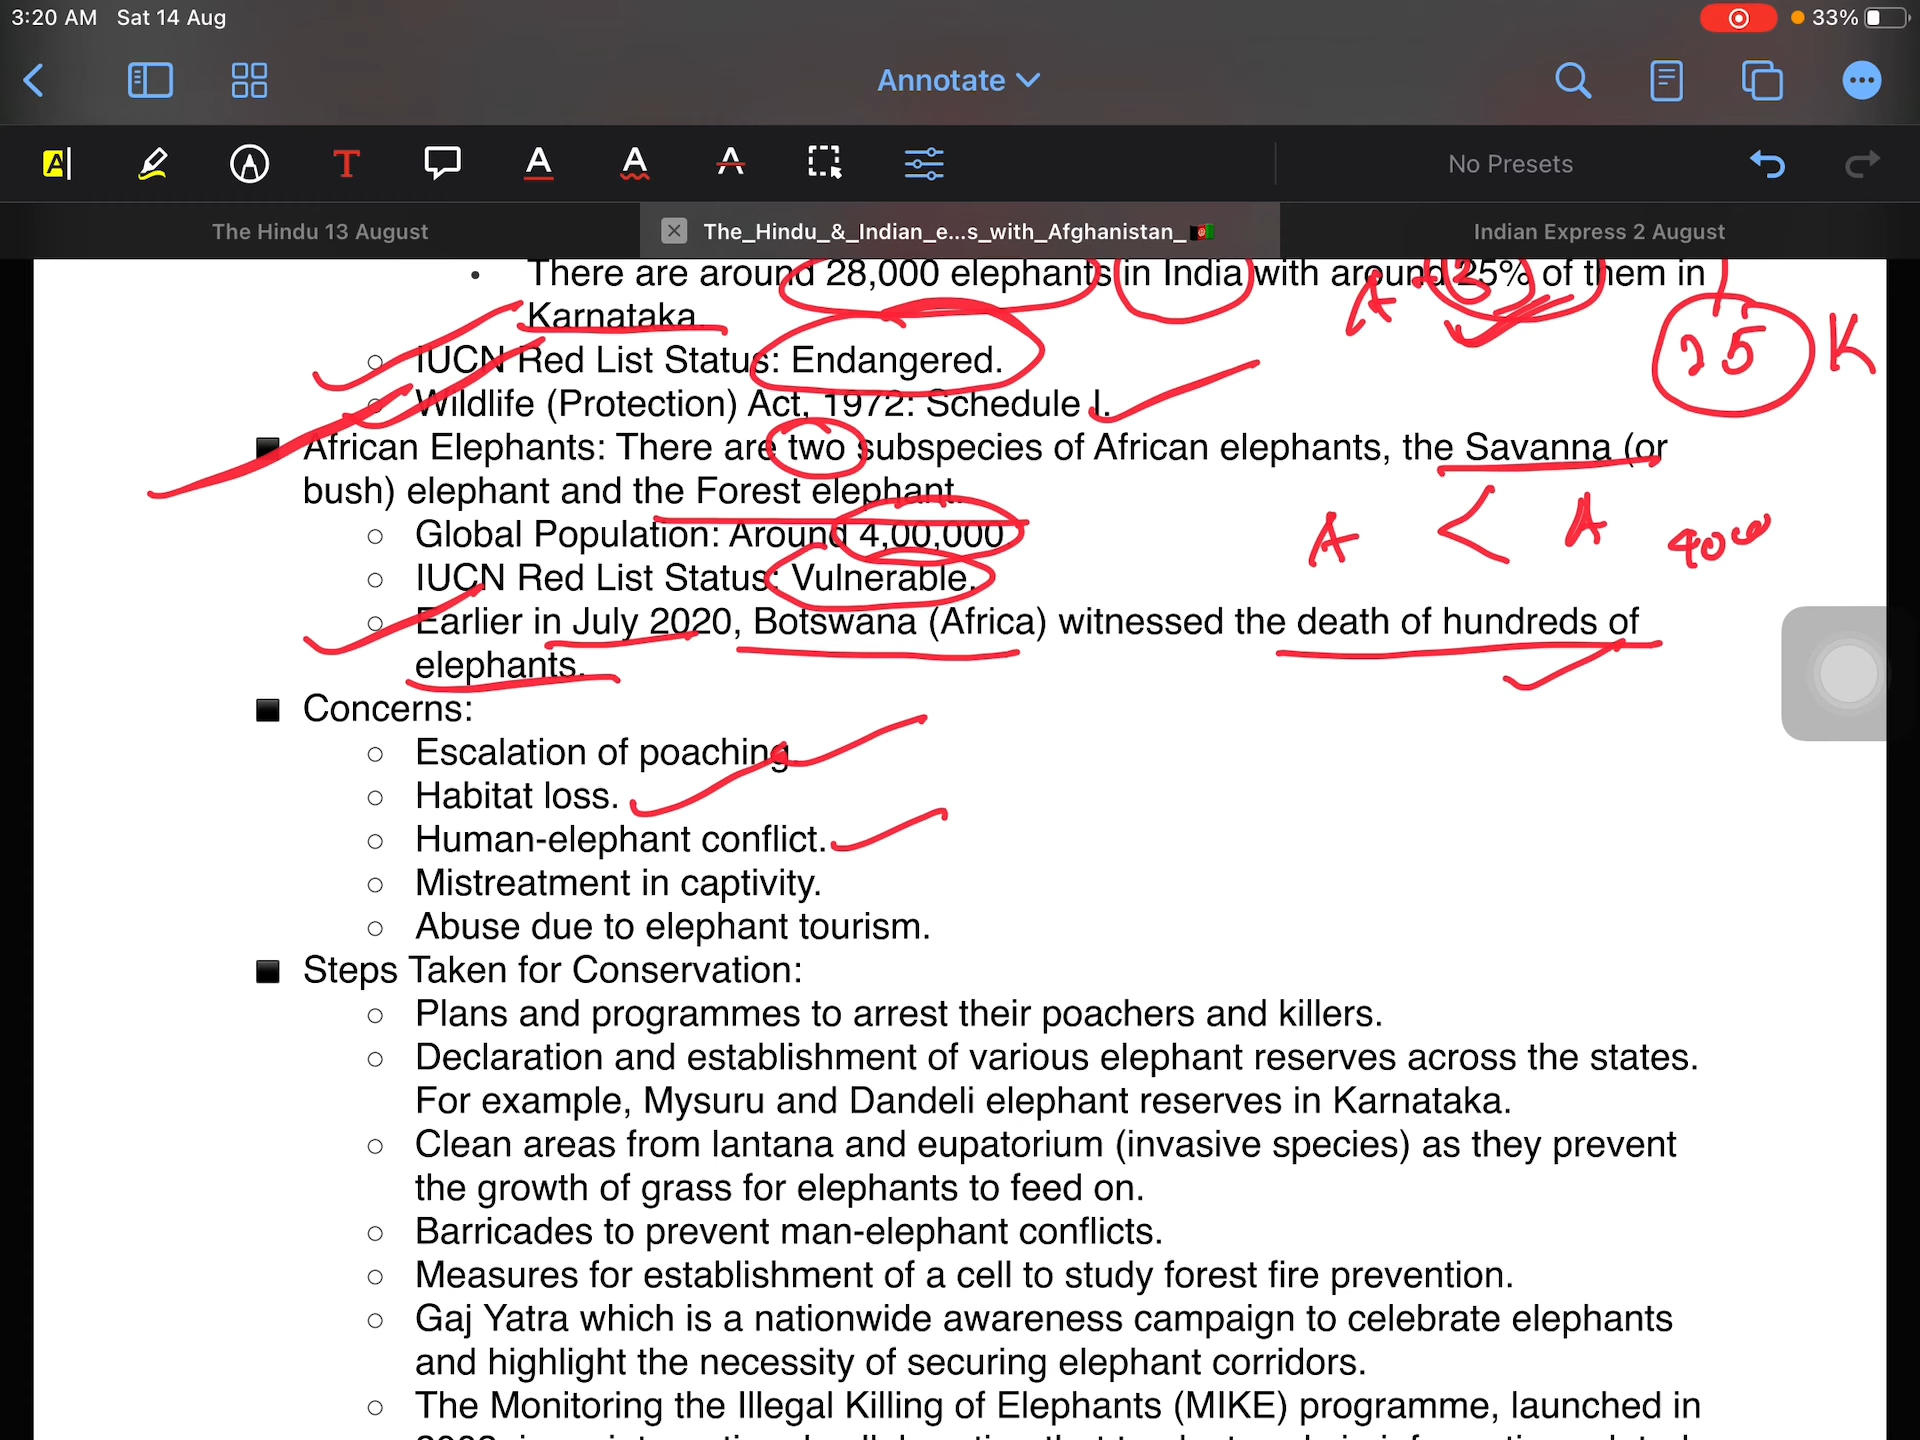 3:20 AM Sat 14 Aug
33%
Annotate
A
A
T
A
A
A
No Presets
The Hindu 13 August
The_Hindu_&_Indian_e...s_with_Afghanistan_
Indian Express 2 August
• There are around 28,000 elephants in India with around 25% of them in
Karnataka.
25 K
A
○ IUCN Red List Status: Endangered.
○ Wildlife (Protection) Act, 1972: Schedule I.
■ African Elephants: There are two subspecies of African elephants, the Savanna (or
bush) elephant and the Forest elephant.
○ Global Population: Around 4,00,000
A < A
○ IUCN Red List Status: Vulnerable.
○ Earlier in July 2020, Botswana (Africa) witnessed the death of hundreds of
elephants.
■ Concerns:
○ Escalation of poaching
○ Habitat loss.
○ Human-elephant conflict.
○ Mistreatment in captivity.
○ Abuse due to elephant tourism.
■ Steps Taken for Conservation:
○ Plans and programmes to arrest their poachers and killers.
○ Declaration and establishment of various elephant reserves across the states.
For example, Mysuru and Dandeli elephant reserves in Karnataka.
○ Clean areas from lantana and eupatorium (invasive species) as they prevent
the growth of grass for elephants to feed on.
○ Barricades to prevent man-elephant conflicts.
○ Measures for establishment of a cell to study forest fire prevention.
○ Gaj Yatra which is a nationwide awareness campaign to celebrate elephants
and highlight the necessity of securing elephant corridors.
○ The Monitoring the Illegal Killing of Elephants (MIKE) programme, launched in